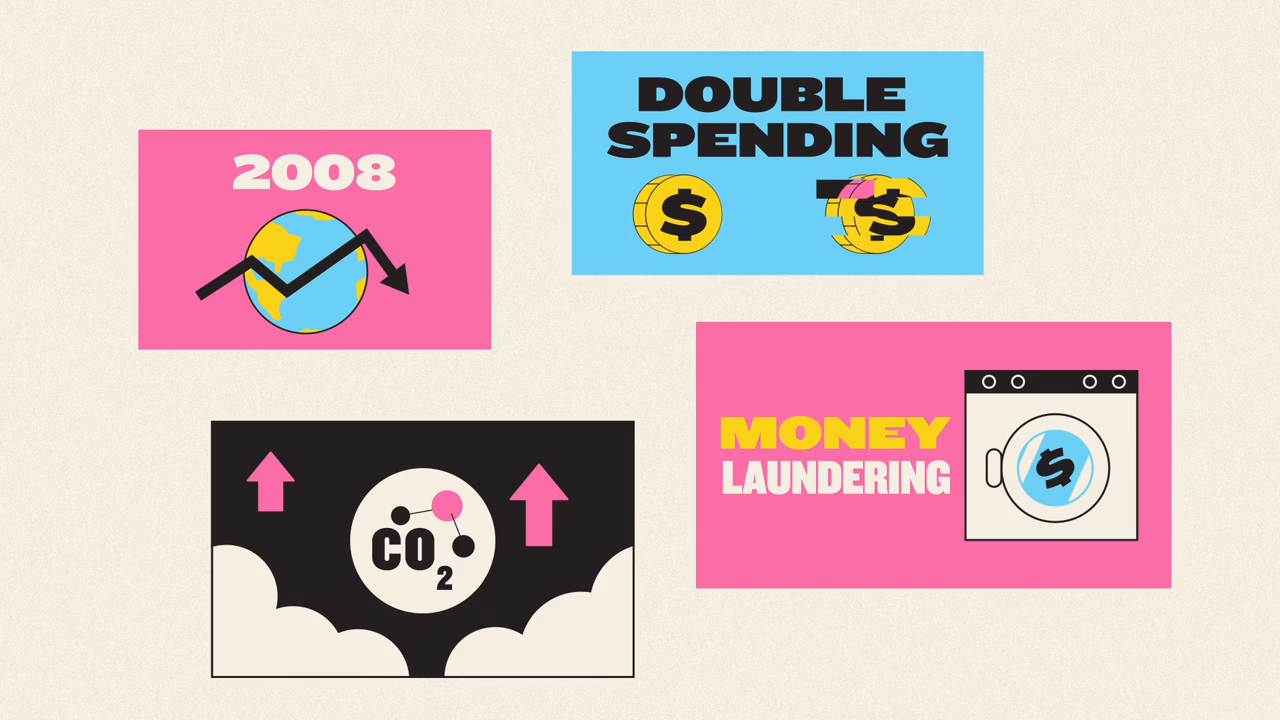 2008
DOUBLE
SPENDING
$ $
MONEY
LAUNDERING
$
CO2